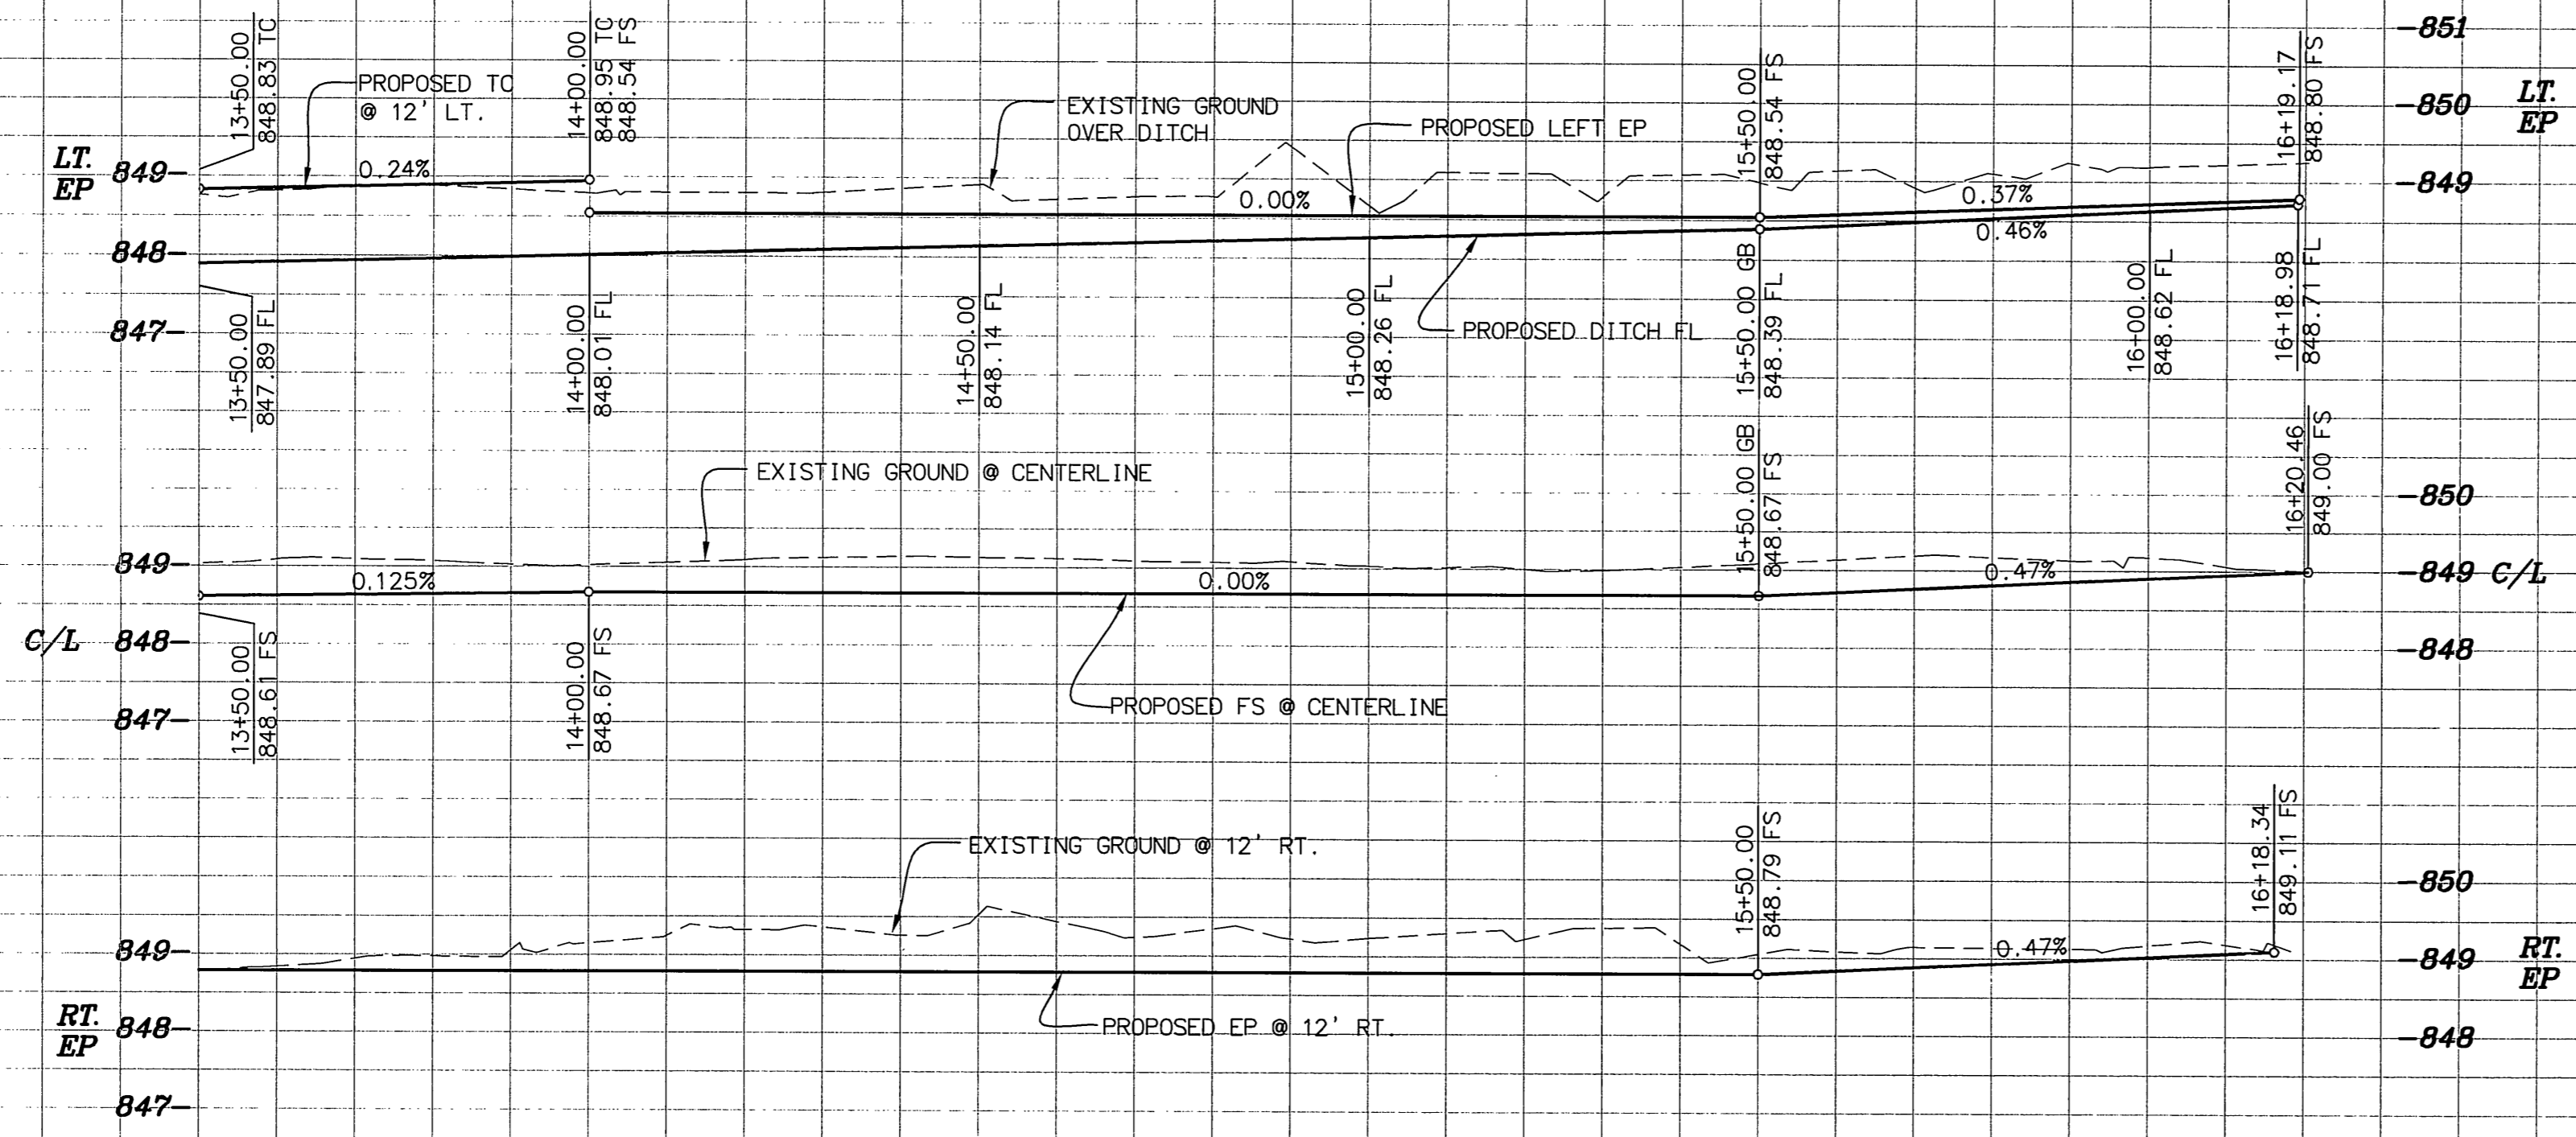 13+50.00
848.83 TC
14+00.00
848.95 TC
848.54 FS
15+50.00
848.54 FS
16+19.17
848.80 FS
-851
-850
-849
LT.
EP
LT.
EP
849-
848-
847-
PROPOSED TC
@ 12' LT.
0.24%
EXISTING GROUND
OVER DITCH
PROPOSED LEFT EP
0.00%
0.37%
0.46%
13+50.00
847.89 FL
14+00.00
848.01 FL
14+50.00
848.14 FL
15+00.00
848.26 FL
PROPOSED DITCH FL
15+50.00 GB
848.39 FL
16+00.00
848.62 FL
16+18.98
848.71 FL
EXISTING GROUND @ CENTERLINE
15+50.00 GB
848.67 FS
16+20.46
849.00 FS
-850
-849 C/L
-848
849-
C/L 848-
847-
0.125%
0.00%
0.47%
13+50.00
848.61 FS
14+00.00
848.67 FS
PROPOSED FS @ CENTERLINE
EXISTING GROUND @ 12' RT.
15+50.00
848.79 FS
16+18.34
849.11 FS
-850
-849
-848
RT.
EP
849-
848-
847-
RT.
EP
0.47%
PROPOSED EP @ 12' RT.